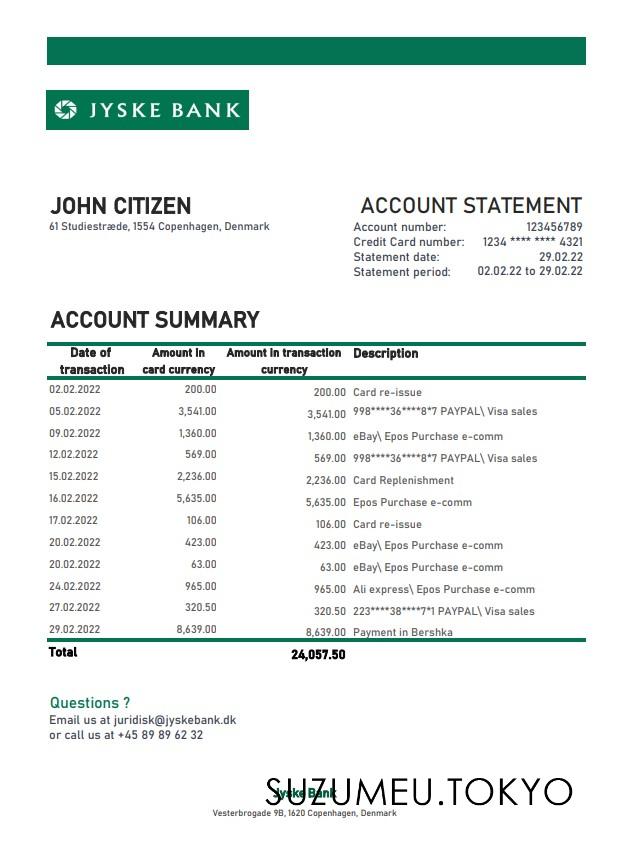 JYSKE BANK
JOHN CITIZEN
61 Studiestræde, 1554 Copenhagen, Denmark
ACCOUNT STATEMENT
Account number: 123456789
Credit Card number: 1234 **** **** 4321
Statement date: 29.02.22
Statement period: 02.02.22 to 29.02.22
ACCOUNT SUMMARY
Date of transaction Amount in card currency Amount in transaction currency Description
02.02.2022 200.00 200.00 Card re-issue
05.02.2022 3,541.00 3,541.00 998****36****8*7 PAYPAL\ Visa sales
09.02.2022 1,360.00 1,360.00 eBay\ Epos Purchase e-comm
12.02.2022 569.00 569.00 998****36****8*7 PAYPAL\ Visa sales
15.02.2022 2,236.00 2,236.00 Card Replenishment
16.02.2022 5,635.00 5,635.00 Epos Purchase e-comm
17.02.2022 106.00 106.00 Card re-issue
20.02.2022 423.00 423.00 eBay\ Epos Purchase e-comm
20.02.2022 63.00 63.00 eBay\ Epos Purchase e-comm
24.02.2022 965.00 965.00 Ali express\ Epos Purchase e-comm
27.02.2022 320.50 320.50 223****38****7*1 PAYPAL\ Visa sales
29.02.2022 8,639.00 8,639.00 Payment in Bershka
Total 24,057.50
Questions ?
Email us at juridisk@jyskebank.dk
or call us at +45 89 89 62 32
Jyske Bank
SUZUMEU.TOKYO
Vesterbrogade 9B, 1620 Copenhagen, Denmark